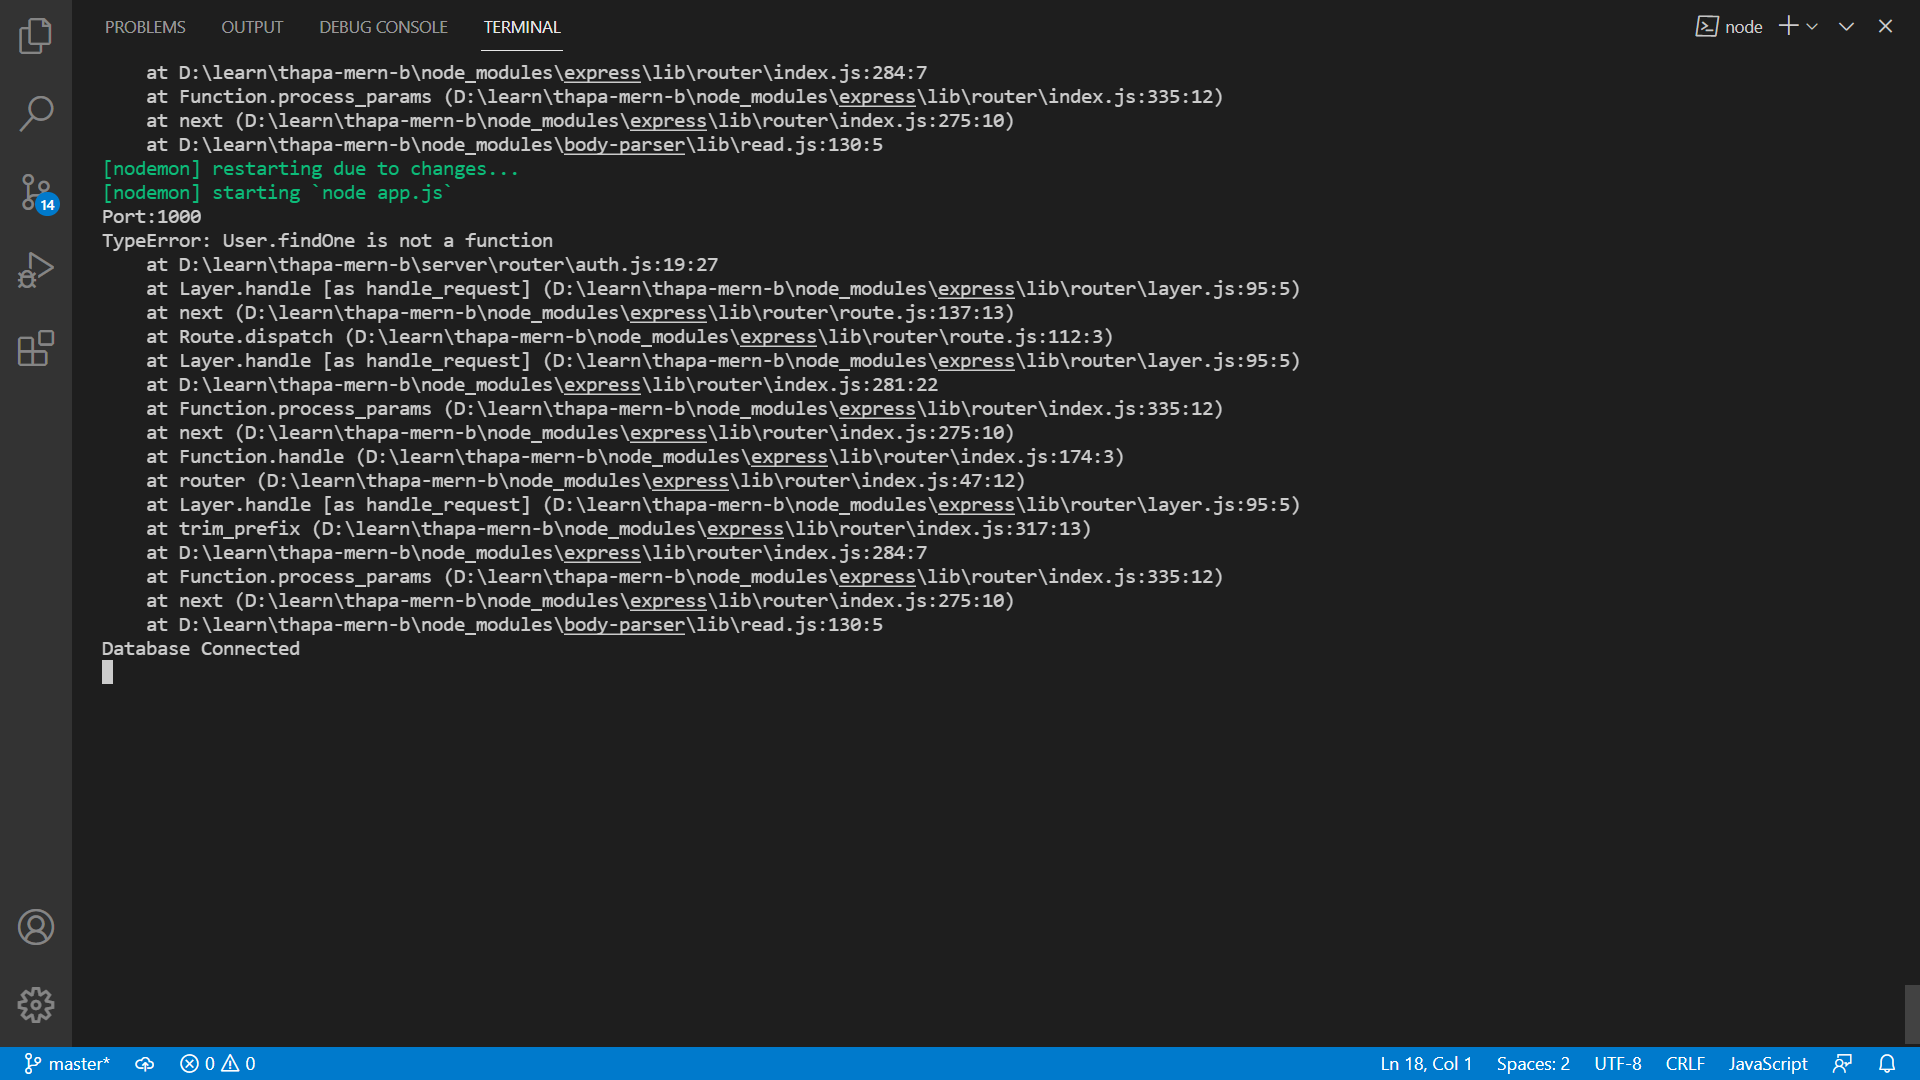 PROBLEMS OUTPUT DEBUG CONSOLE TERMINAL node
at D:\learn\thapa-mern-b\node_modules\express\lib\router\index.js:284:7
at Function.process_params (D:\learn\thapa-mern-b\node_modules\express\lib\router\index.js:335:12)
at next (D:\learn\thapa-mern-b\node_modules\express\lib\router\index.js:275:10)
at D:\learn\thapa-mern-b\node_modules\body-parser\lib\read.js:130:5
[nodemon] restarting due to changes...
[nodemon] starting `node app.js`
Port:1000
TypeError: User.findOne is not a function
at D:\learn\thapa-mern-b\server\router\auth.js:19:27
at Layer.handle [as handle_request] (D:\learn\thapa-mern-b\node_modules\express\lib\router\layer.js:95:5)
at next (D:\learn\thapa-mern-b\node_modules\express\lib\router\route.js:137:13)
at Route.dispatch (D:\learn\thapa-mern-b\node_modules\express\lib\router\route.js:112:3)
at Layer.handle [as handle_request] (D:\learn\thapa-mern-b\node_modules\express\lib\router\layer.js:95:5)
at D:\learn\thapa-mern-b\node_modules\express\lib\router\index.js:281:22
at Function.process_params (D:\learn\thapa-mern-b\node_modules\express\lib\router\index.js:335:12)
at next (D:\learn\thapa-mern-b\node_modules\express\lib\router\index.js:275:10)
at Function.handle (D:\learn\thapa-mern-b\node_modules\express\lib\router\index.js:174:3)
at router (D:\learn\thapa-mern-b\node_modules\express\lib\router\index.js:47:12)
at Layer.handle [as handle_request] (D:\learn\thapa-mern-b\node_modules\express\lib\router\layer.js:95:5)
at trim_prefix (D:\learn\thapa-mern-b\node_modules\express\lib\router\index.js:317:13)
at D:\learn\thapa-mern-b\node_modules\express\lib\router\index.js:284:7
at Function.process_params (D:\learn\thapa-mern-b\node_modules\express\lib\router\index.js:335:12)
at next (D:\learn\thapa-mern-b\node_modules\express\lib\router\index.js:275:10)
at D:\learn\thapa-mern-b\node_modules\body-parser\lib\read.js:130:5
Database Connected
14
master* 0 0 Ln 18, Col 1 Spaces: 2 UTF-8 CRLF JavaScript